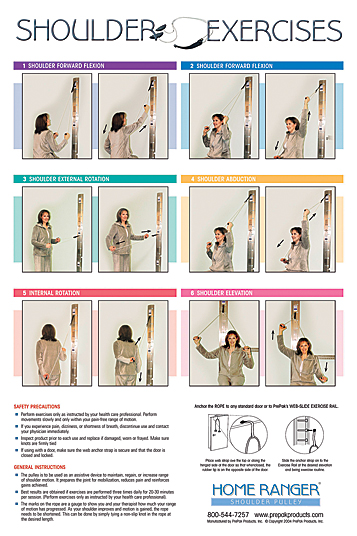 SHOULDER EXERCISES
1 SHOULDER FORWARD FLEXION
2 SHOULDER FORWARD FLEXION
3 SHOULDER EXTERNAL ROTATION
4 SHOULDER ABDUCTION
5 INTERNAL ROTATION
6 SHOULDER ELEVATION
SAFETY PRECAUTIONS
Perform exercises only as instructed by your health care professional. Perform
movements slowly and only within your pain-free range of motion.
If you experience pain, dizziness, or shortness of breath, discontinue use and contact
your physician immediately.
Inspect product prior to each use and replace if damaged, worn or frayed. Make sure
knots are firmly tied
If using with a door, make sure the web anchor strap is secure and that the door is
closed and locked.
GENERAL INSTRUCTIONS
The pulley is to be used as an assistive device to maintain, regain, or increase range
of shoulder motion. It prepares the joint for mobilization, reduces pain and reinforces
gains achieved.
Best results are obtained if exercises are performed three times daily for 20-30 minutes
per session. (Perform exercises only as instructed by your health care professional).
The marks on the rope are a gauge to show you and your therapist how much your range
of motion has progressed. As your shoulder improves and motion is gained, the rope
needs to be shortened. This can be done simply by tying a non-slip knot in the rope at
the desired length.
Anchor the ROPE to any standard door or to PrePak's WEB-SLIDE EXERCISE RAIL.
Place web strap over the top or along the
hinged side of the door so that when closed, the
rubber tip is on the opposite side of the door.
Slide the anchor strap on to the
Exercise Rail at the desired elevation
and begin exercise routine.
HOME RANGER®
SHOULDER PULLEY
800-544-7257 www.prepakproducts.com
Manufactured by PrePak Products, Inc. © Copyright 2004 PrePak Products, Inc.